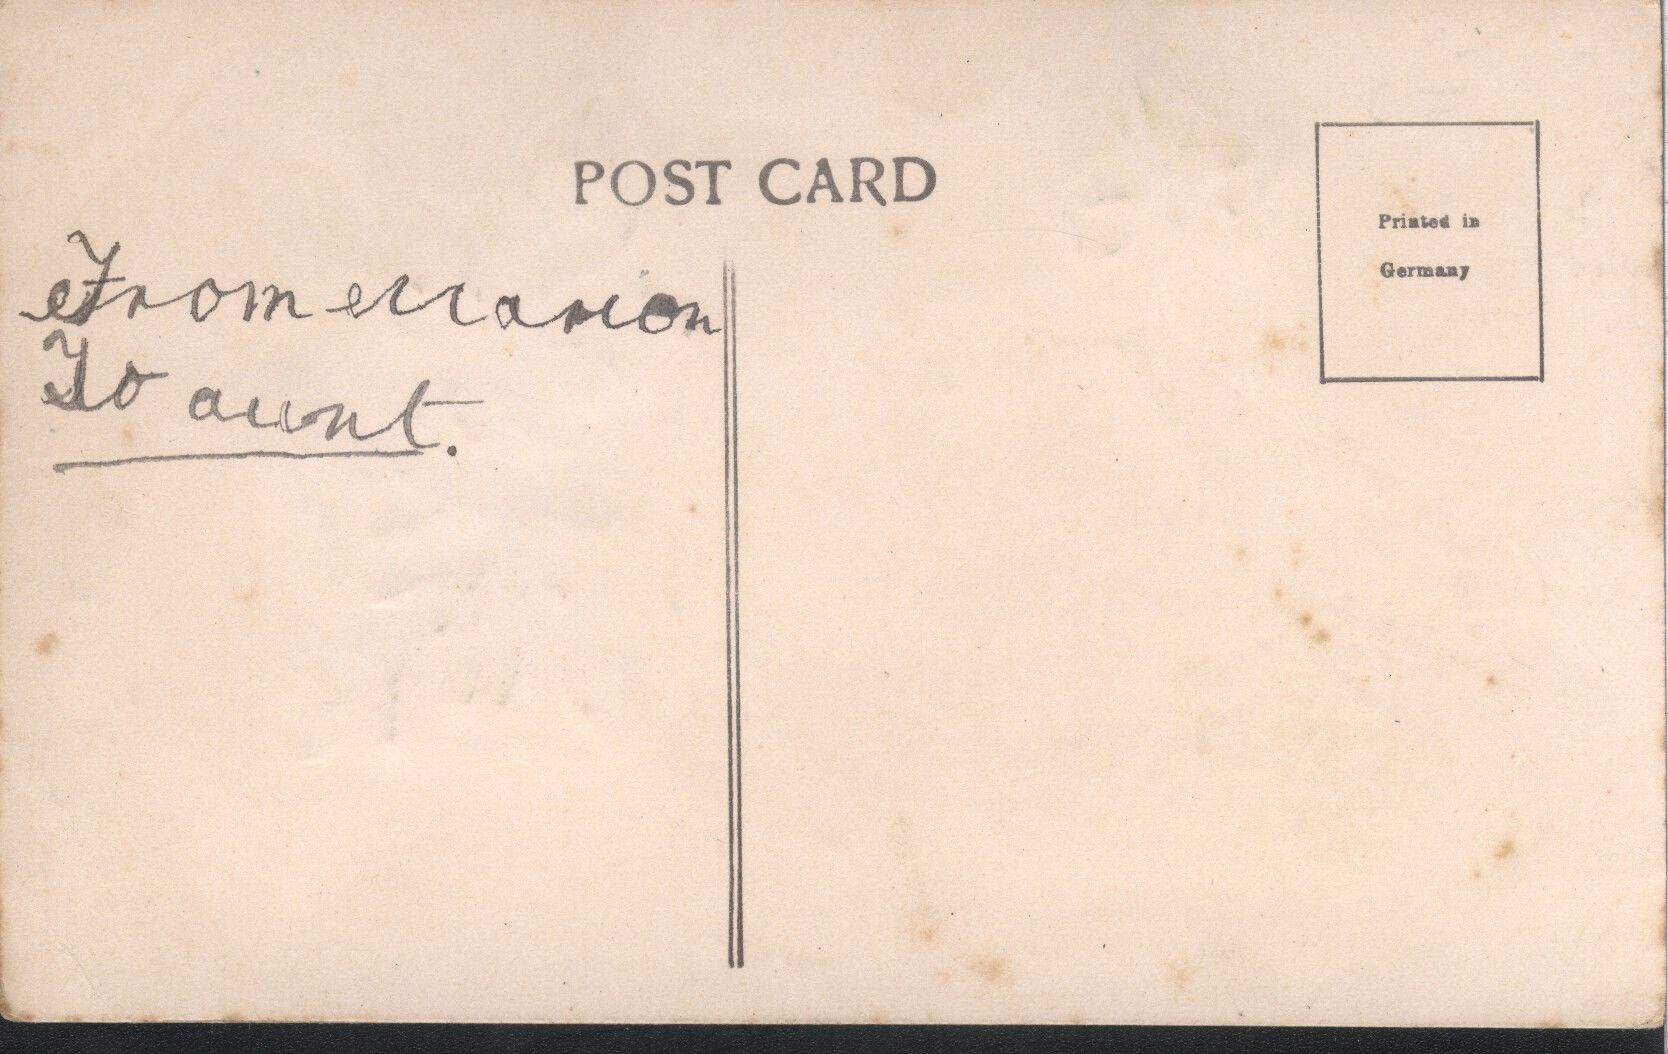 POST CARD
Printed in
Germany
From Marion
To aunt.